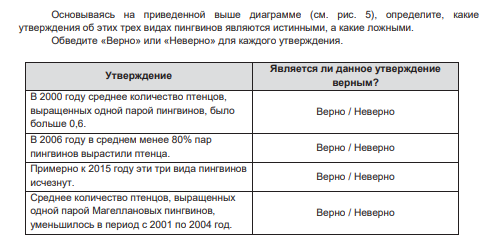 Основываясь на приведенной выше диаграмме (см. рис. 5), определите, какие
утверждения об этих трех видах пингвинов являются истинными, а какие ложными.
Обведите «Верно» или «Неверно» для каждого утверждения.
Утверждение
Является ли данное утверждение
верным?
В 2000 году среднее количество птенцов,
выращенных одной парой пингвинов, было
больше 0,6.
Верно / Неверно
В 2006 году в среднем менее 80% пар
пингвинов вырастили птенца.
Верно / Неверно
Примерно к 2015 году эти три вида пингвинов
исчезнут.
Верно / Неверно
Среднее количество птенцов, выращенных
одной парой Магеллановых пингвинов,
уменьшилось в период с 2001 по 2004 год.
Верно / Неверно